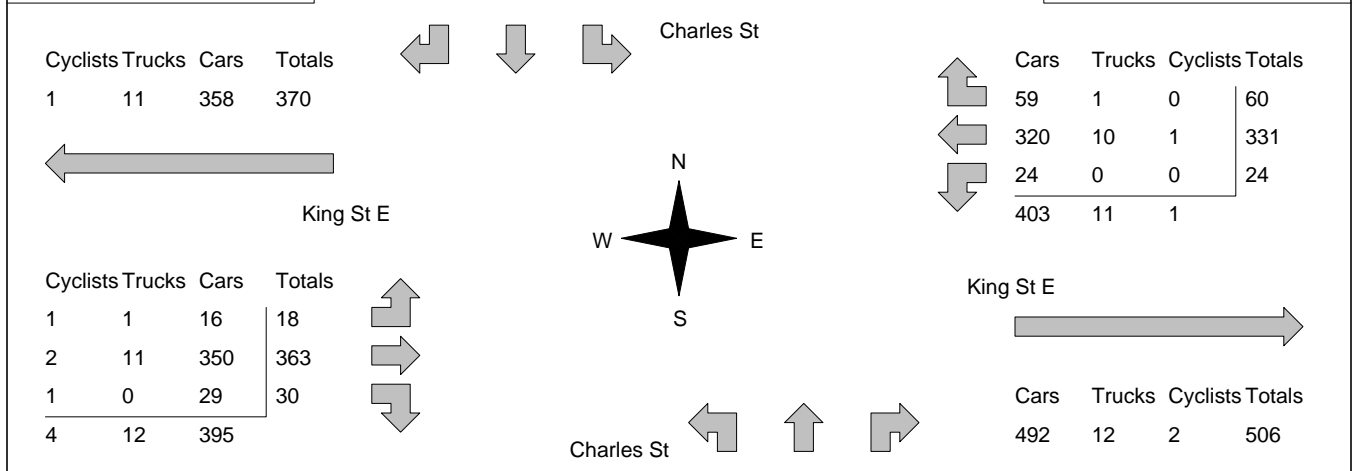 Charles St
Cyclists Trucks Cars Totals
1 11 358 370
King St E
Cars Trucks Cyclists Totals
59 1 0 60
320 10 1 331
24 0 0 24
403 11 1
N
W E
S
Cyclists Trucks Cars Totals
1 1 16 18
2 11 350 363
1 0 29 30
4 12 395
King St E
Cars Trucks Cyclists Totals
492 12 2 506
Charles St